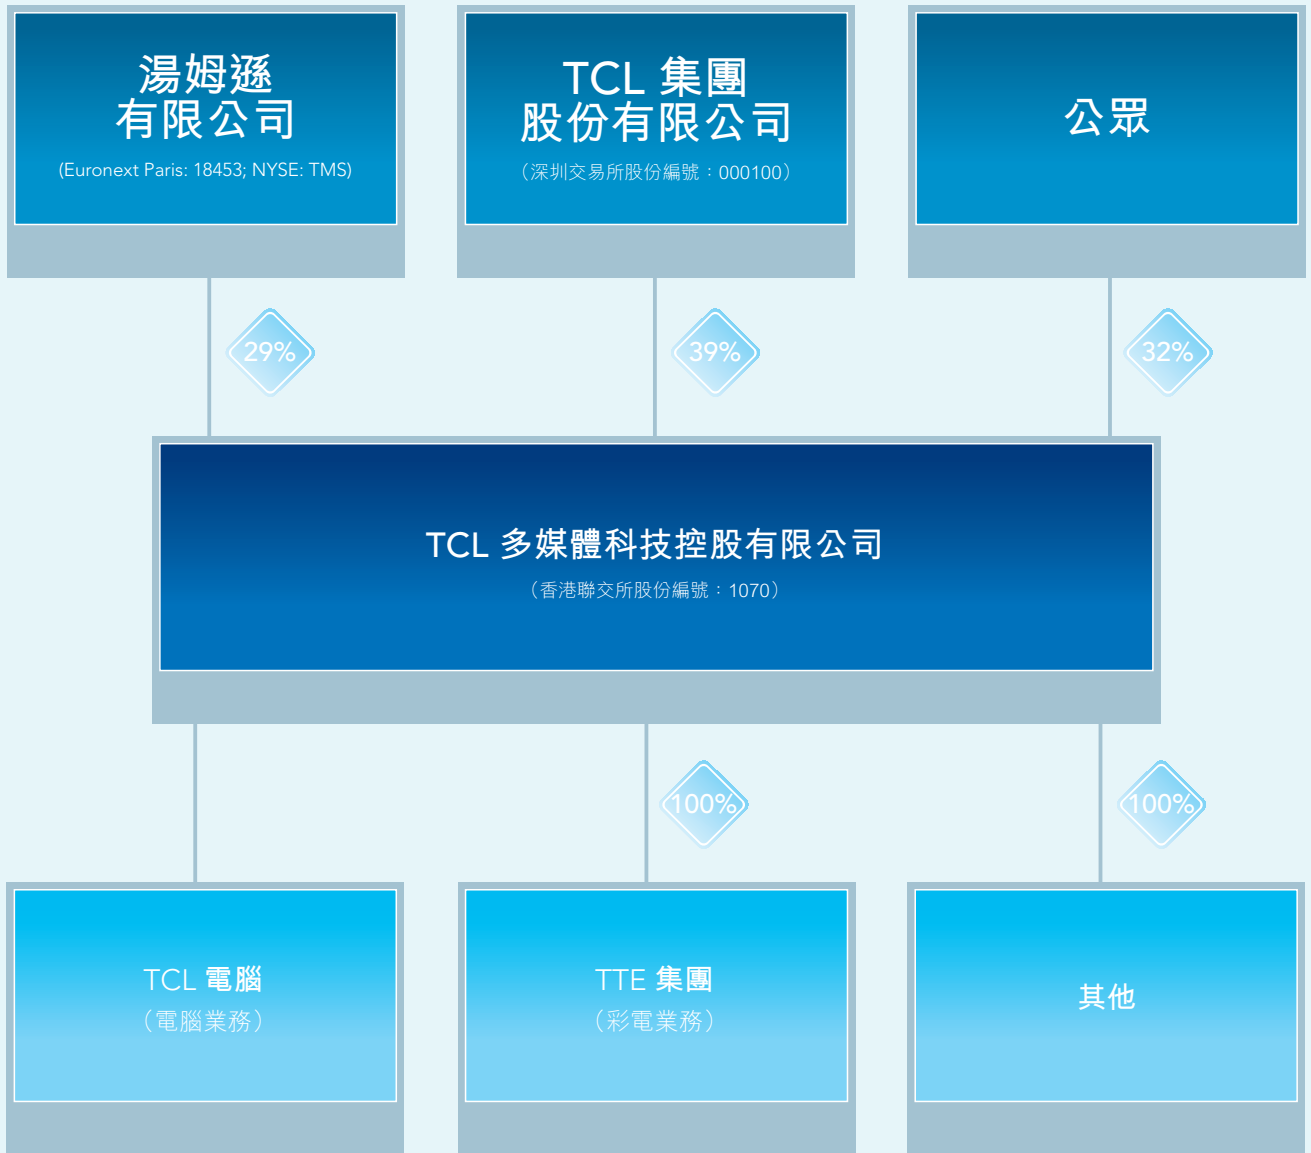 湯姆遜
有限公司
(Euronext Paris: 18453; NYSE: TMS)
TCL 集團
股份有限公司
（深圳交易所股份編號：000100）
公眾
29%
39%
32%
TCL 多媒體科技控股有限公司
（香港聯交所股份編號：1070）
100%
100%
TCL 電腦
（電腦業務）
TTE 集團
（彩電業務）
其他